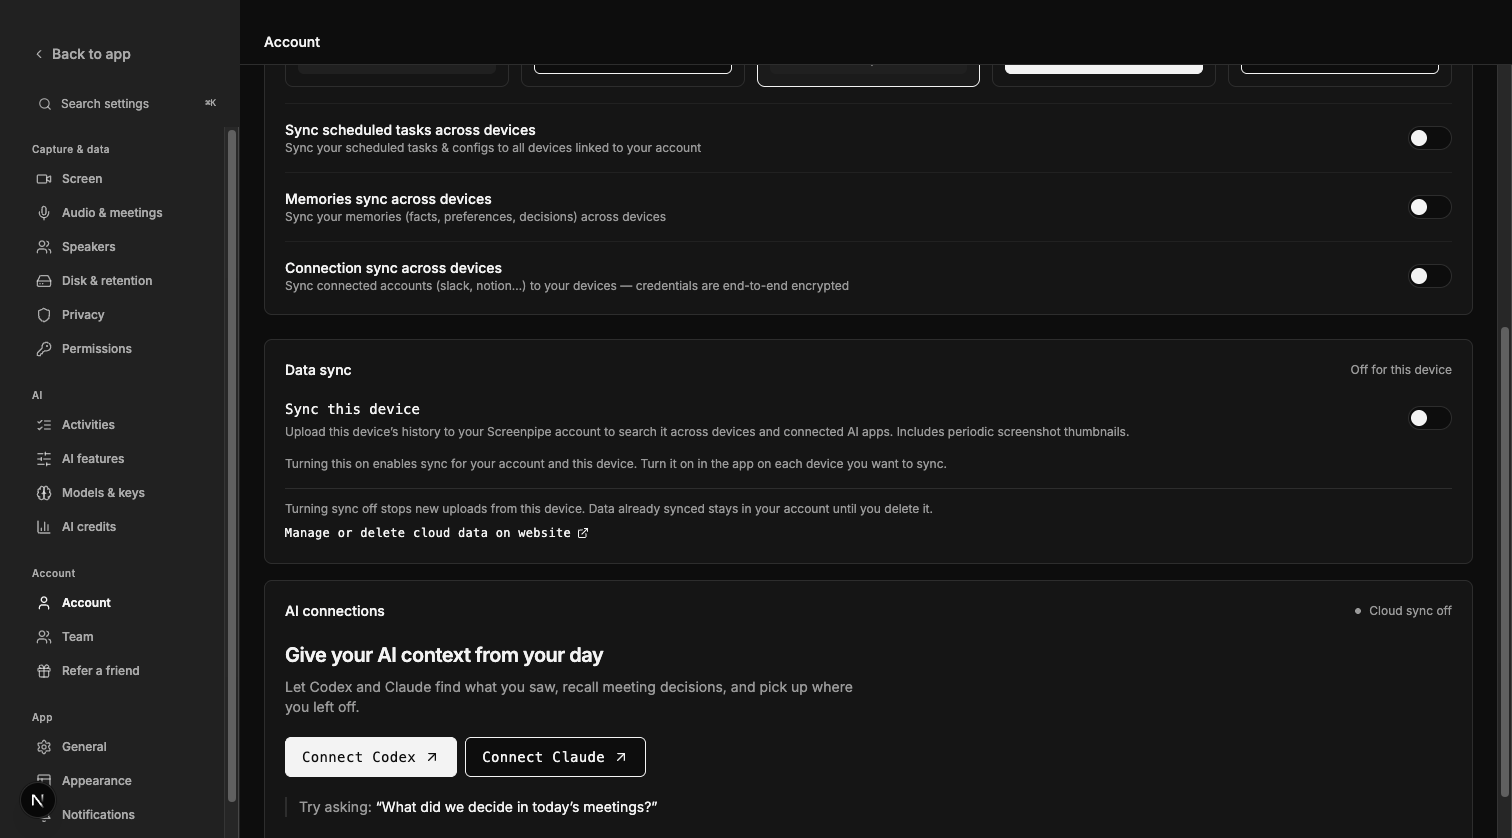 Back to app
Search settings ⌘K
Capture & data
Screen
Audio & meetings
Speakers
Disk & retention
Privacy
Permissions
AI
Activities
AI features
Models & keys
AI credits
Account
Account
Team
Refer a friend
App
General
Appearance
Notifications
N
Account
Sync scheduled tasks across devices
Sync your scheduled tasks & configs to all devices linked to your account
Memories sync across devices
Sync your memories (facts, preferences, decisions) across devices
Connection sync across devices
Sync connected accounts (slack, notion...) to your devices — credentials are end-to-end encrypted
Data sync
Off for this device
Sync this device
Upload this device’s history to your Screenpipe account to search it across devices and connected AI apps. Includes periodic screenshot thumbnails.
Turning this on enables sync for your account and this device. Turn it on in the app on each device you want to sync.
Turning sync off stops new uploads from this device. Data already synced stays in your account until you delete it.
Manage or delete cloud data on website
AI connections
Cloud sync off
Give your AI context from your day
Let Codex and Claude find what you saw, recall meeting decisions, and pick up where
you left off.
Connect Codex
Connect Claude
Try asking: “What did we decide in today’s meetings?”